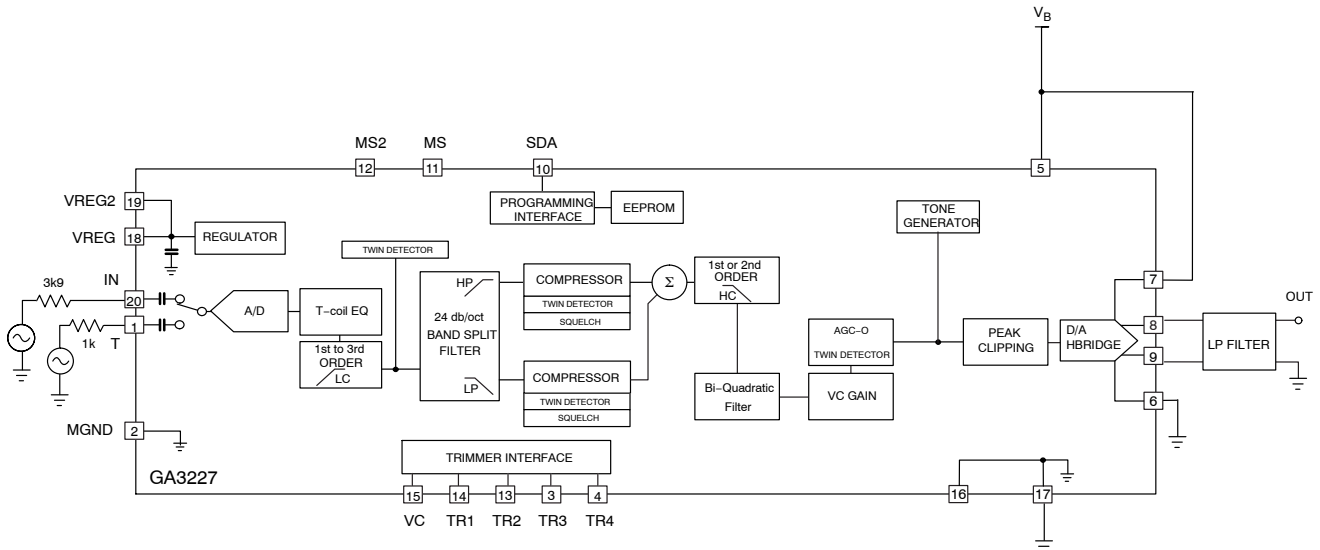 VB
MS2
MS
SDA
12
11
10
5
VREG2
19
VREG
18
REGULATOR
PROGRAMMING
INTERFACE
EEPROM
TONE
GENERATOR
TWIN DETECTOR
3k9
IN
20
1k
1
T
A/D
T-coil EQ
1st to 3rd
ORDER
LC
HP
24 db/oct
BAND SPLIT
FILTER
LP
COMPRESSOR
TWIN DETECTOR
SQUELCH
COMPRESSOR
TWIN DETECTOR
SQUELCH
Σ
1st or 2nd
ORDER
HC
Bi-Quadratic
Filter
AGC-O
TWIN DETECTOR
VC GAIN
PEAK
CLIPPING
D/A
HBRIDGE
7
8
9
6
LP FILTER
OUT
MGND
2
GA3227
TRIMMER INTERFACE
15
14
13
3
4
16
17
VC
TR1
TR2
TR3
TR4